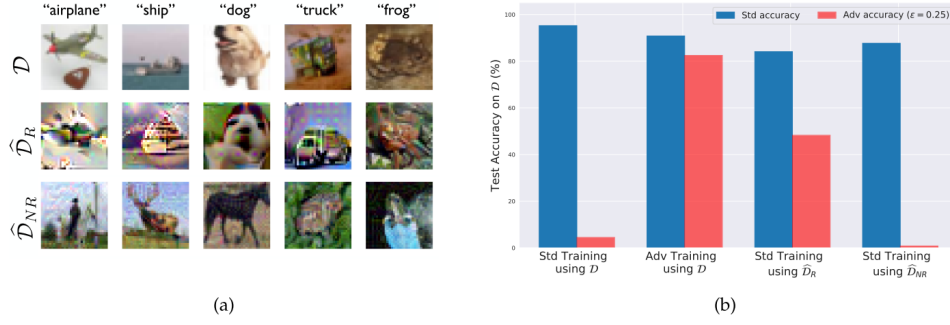 “airplane” “ship” “dog” “truck” “frog”
𝒟
𝒟̂_R
𝒟̂_NR
(a)
Std accuracy
Adv accuracy (ε = 0.25)
Test Accuracy on 𝒟 (%)
100
80
60
40
20
0
Std Training
using 𝒟
Adv Training
using 𝒟
Std Training
using 𝒟̂_R
Std Training
using 𝒟̂_NR
(b)